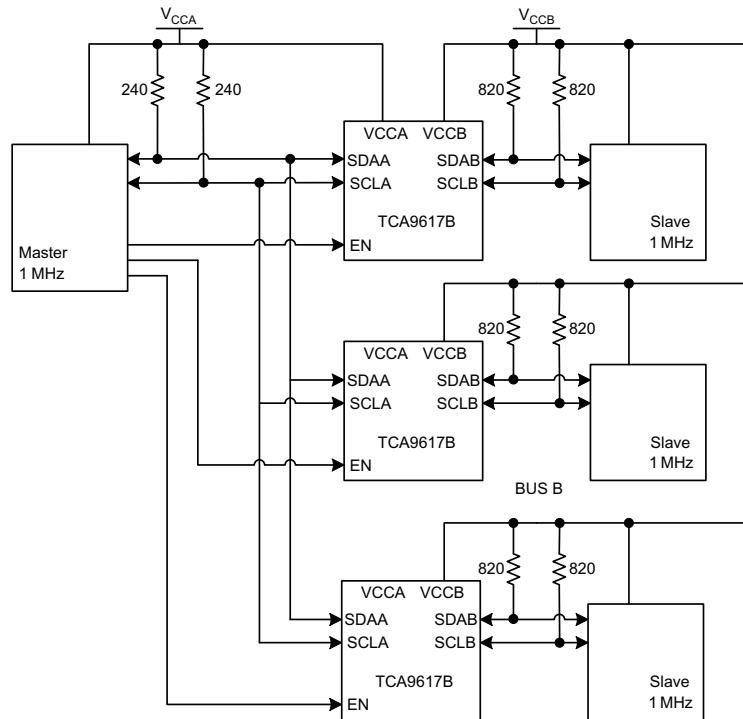 VCCA
VCCB
240 240 820 820
VCCA VCCB
SDAA SDAB
SCLA SCLB
TCA9617B
EN
Master
1 MHz
Slave
1 MHz
820 820
VCCA VCCB
SDAA SDAB
SCLA SCLB
TCA9617B
EN
Slave
1 MHz
BUS B
820 820
VCCA VCCB
SDAA SDAB
SCLA SCLB
TCA9617B
EN
Slave
1 MHz